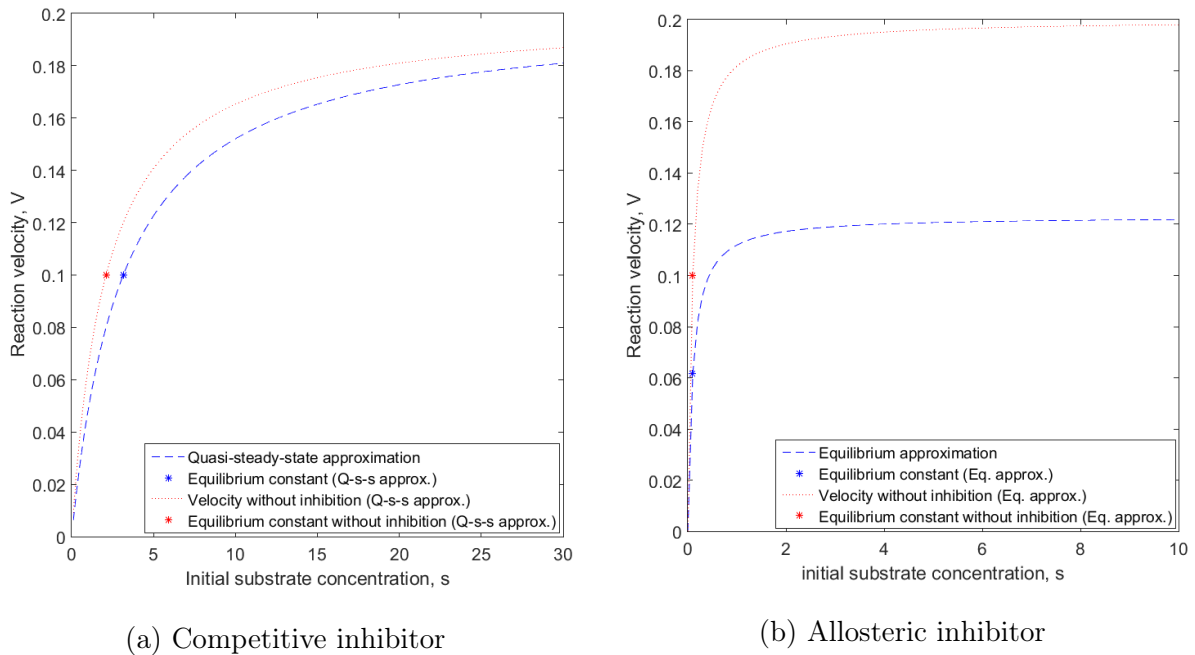 0.2
0.18
0.16
0.14
0.12
0.1
0.08
0.06
0.04
0.02
0
Reaction velocity, V
Quasi-steady-state approximation
Equilibrium constant (Q-s-s approx.)
Velocity without inhibition (Q-s-s approx.)
Equilibrium constant without inhibition (Q-s-s approx.)
0 5 10 15 20 25 30
Initial substrate concentration, s
(a) Competitive inhibitor
0.2
0.18
0.16
0.14
0.12
0.1
0.08
0.06
0.04
0.02
0
Reaction velocity, V
Equilibrium approximation
Equilibrium constant (Eq. approx.)
Velocity without inhibition (Eq. approx.)
Equilibrium constant without inhibition (Eq. approx.)
0 2 4 6 8 10
initial substrate concentration, s
(b) Allosteric inhibitor